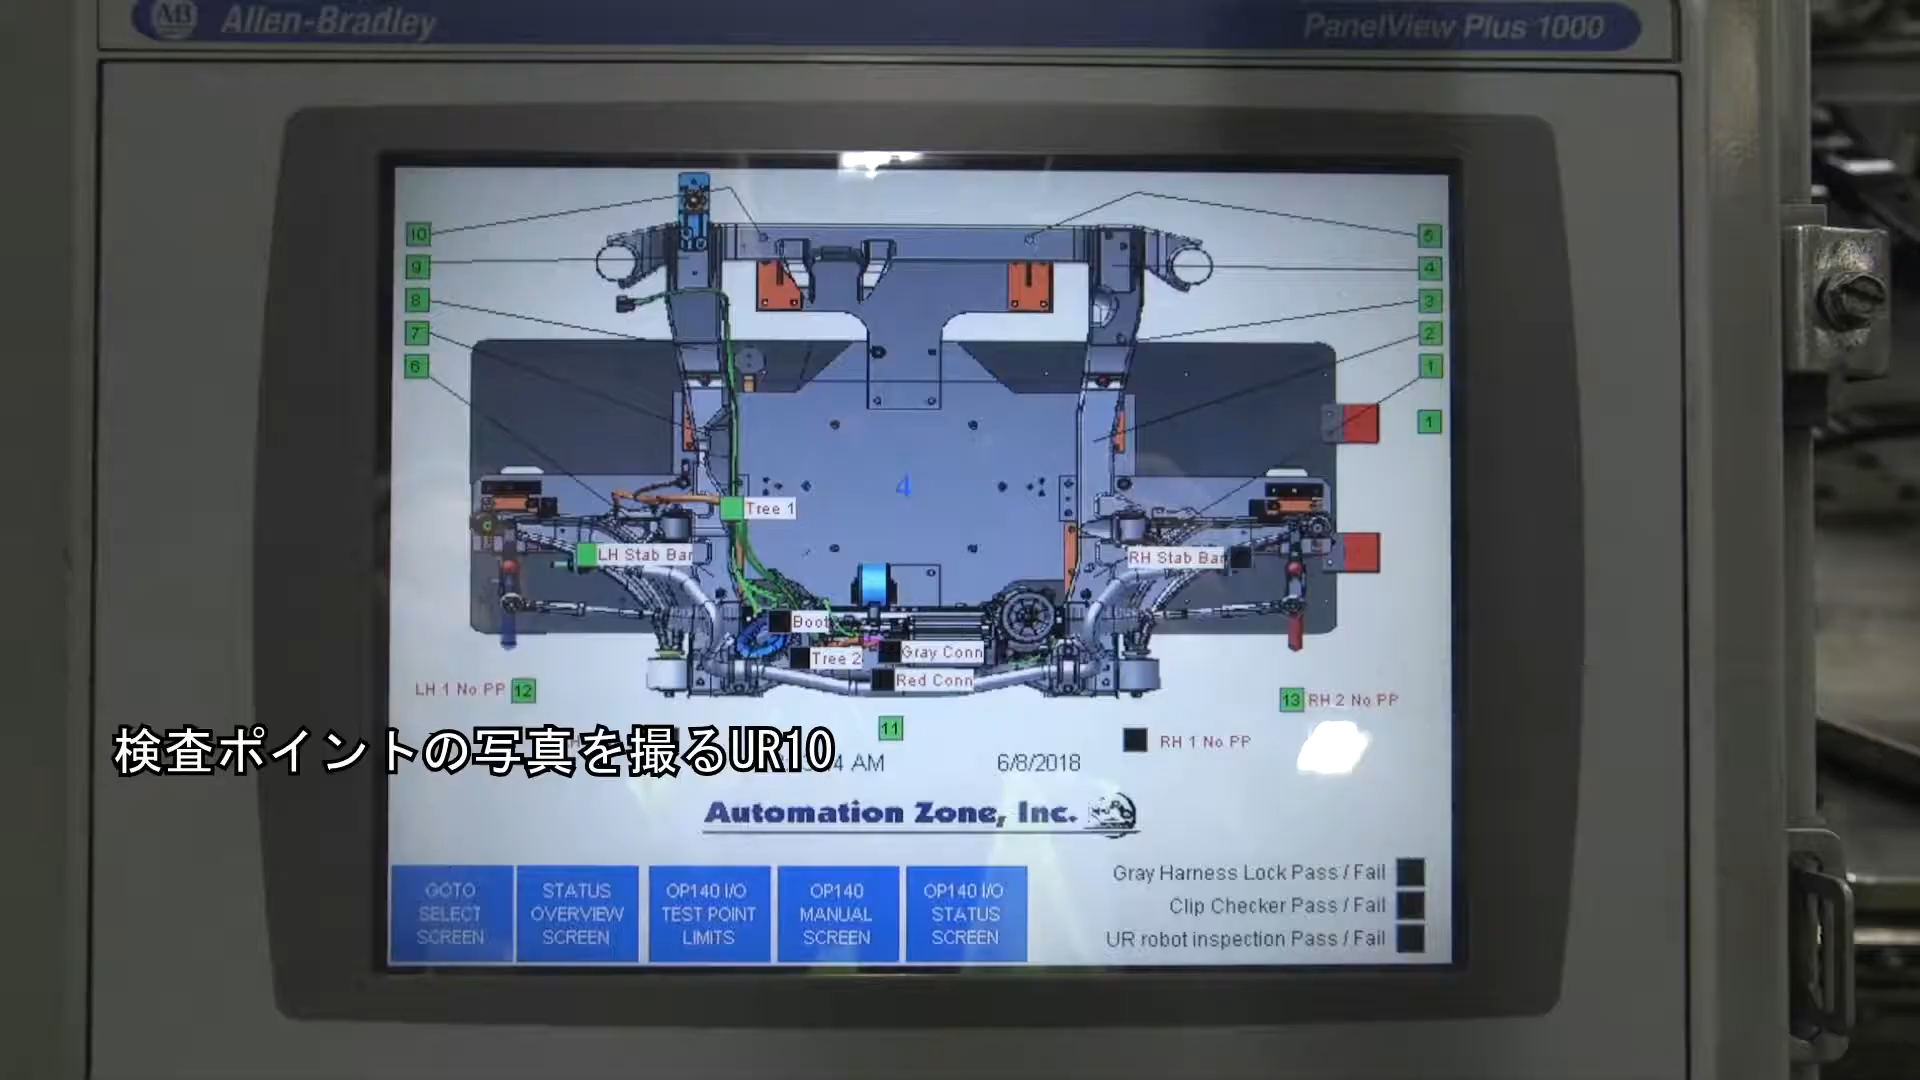 Allen-Bradley
PanelView Plus 1000
10
9
8
7
6
5
4
3
2
1
1
4
Tree 1
LH Stab Bar
RH Stab Bar
Boot
Tree 2
Gray Conn
Red Conn
LH 1 No PP 12
13 RH 2 No PP
11
RH 1 No PP
検査ポイントの写真を撮るUR10
4 AM
6/8/2018
Automation Zone, Inc.
GOTO
SELECT
SCREEN
STATUS
OVERVIEW
SCREEN
OP140 I/O
TEST POINT
LIMITS
OP140
MANUAL
SCREEN
OP140 I/O
STATUS
SCREEN
Gray Harness Lock Pass / Fail
Clip Checker Pass / Fail
UR robot inspection Pass / Fail